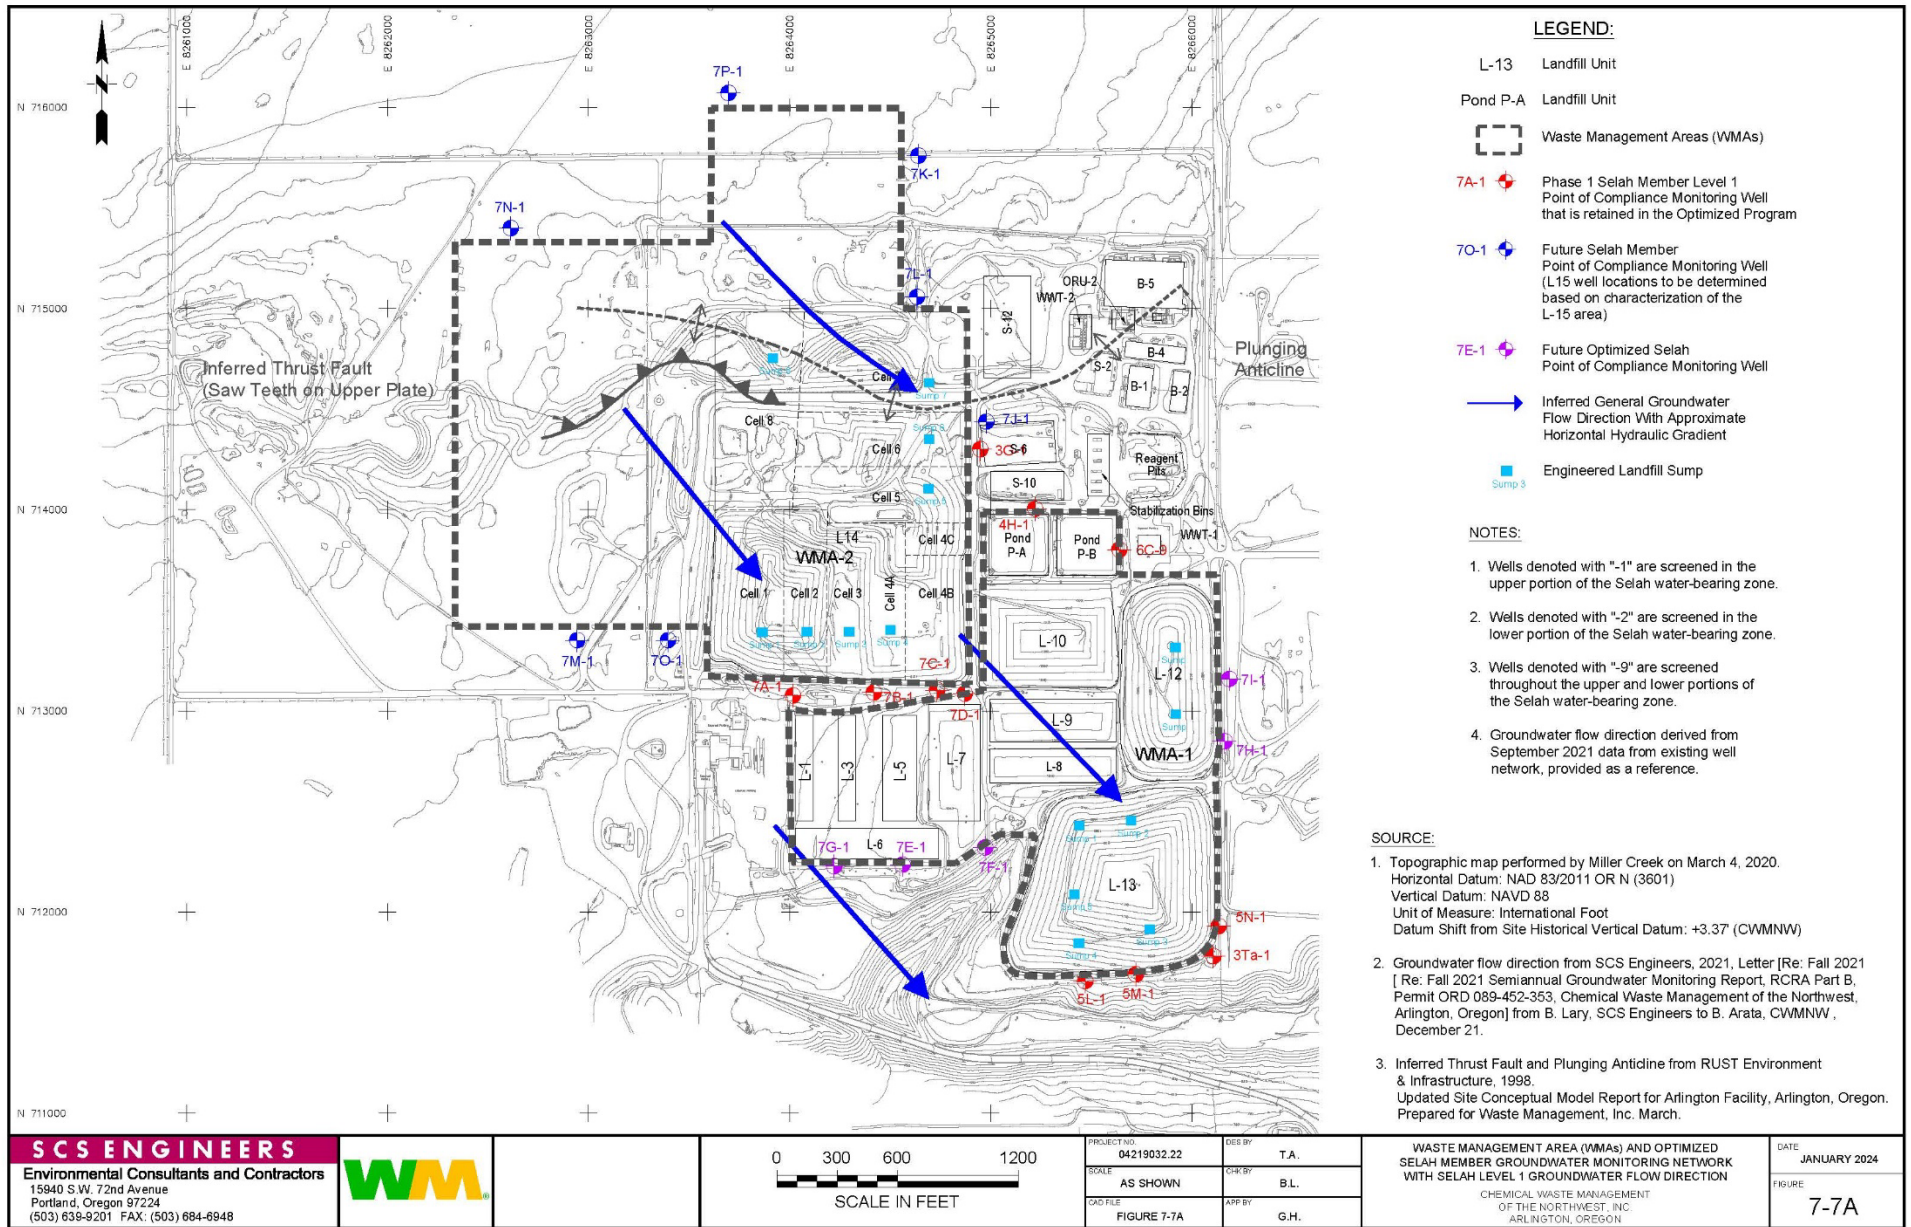 E 8261000
E 8262000
E 8263000
E 8264000
E 8265000
E 8266000
N 716000
N 715000
N 714000
N 713000
N 712000
N 711000
7P-1
7K-1
7N-1
7L-1
ORU-2
WWT-2
B-5
S-12
B-4
S-2
B-1
B-2
Plunging
Anticline
Inferred Thrust Fault
(Saw Teeth on Upper Plate)
Sump 7
Cell 8
7J-1
S-6
Cell 6
Reagent
Pits
S-10
Cell 5
Stabilization Bins
4H-1
Pond
P-A
Pond
P-B
WWT-1
6C-9
L14
WMA-2
Cell 4C
Cell 1
Cell 2
Cell 3
Cell 4A
Cell 4B
L-10
Sump
L-12
Sump
7M-1
7O-1
7C-1
7A-1
7B-1
7D-1
7I-1
L-9
7H-1
WMA-1
L-8
L-1
L-3
L-5
L-7
L-6
7G-1
7E-1
7F-1
Sump 1
Sump 2
L-13
Sump 3
Sump 4
5N-1
3Ta-1
5L-1
5M-1
LEGEND:
L-13 Landfill Unit
Pond P-A Landfill Unit
Waste Management Areas (WMAs)
7A-1 Phase 1 Selah Member Level 1
Point of Compliance Monitoring Well
that is retained in the Optimized Program
7O-1 Future Selah Member
Point of Compliance Monitoring Well
(L15 well locations to be determined
based on characterization of the
L-15 area)
7E-1 Future Optimized Selah
Point of Compliance Monitoring Well
Inferred General Groundwater
Flow Direction With Approximate
Horizontal Hydraulic Gradient
Sump 3 Engineered Landfill Sump
NOTES:
1. Wells denoted with "-1" are screened in the
upper portion of the Selah water-bearing zone.
2. Wells denoted with "-2" are screened in the
lower portion of the Selah water-bearing zone.
3. Wells denoted with "-9" are screened
throughout the upper and lower portions of
the Selah water-bearing zone.
4. Groundwater flow direction derived from
September 2021 data from existing well
network, provided as a reference.
SOURCE:
1. Topographic map performed by Miller Creek on March 4, 2020.
Horizontal Datum: NAD 83/2011 OR N (3601)
Vertical Datum: NAVD 88
Unit of Measure: International Foot
Datum Shift from Site Historical Vertical Datum: +3.37' (CWMNW)
2. Groundwater flow direction from SCS Engineers, 2021, Letter [Re: Fall 2021
[ Re: Fall 2021 Semiannual Groundwater Monitoring Report, RCRA Part B,
Permit ORD 089-452-353, Chemical Waste Management of the Northwest,
Arlington, Oregon] from B. Lary, SCS Engineers to B. Arata, CWMNW ,
December 21.
3. Inferred Thrust Fault and Plunging Anticline from RUST Environment
& Infrastructure, 1998.
Updated Site Conceptual Model Report for Arlington Facility, Arlington, Oregon.
Prepared for Waste Management, Inc. March.
SCS ENGINEERS
Environmental Consultants and Contractors
15940 S.W. 72nd Avenue
Portland, Oregon 97224
(503) 639-9201 FAX: (503) 684-6948
WM
0 300 600 1200
SCALE IN FEET
PROJECT NO.
04219032.22
DES BY
T.A.
SCALE
AS SHOWN
CHK BY
B.L.
CAD FILE
FIGURE 7-7A
APP BY
G.H.
WASTE MANAGEMENT AREA (WMAs) AND OPTIMIZED
SELAH MEMBER GROUNDWATER MONITORING NETWORK
WITH SELAH LEVEL 1 GROUNDWATER FLOW DIRECTION
CHEMICAL WASTE MANAGEMENT
OF THE NORTHWEST, INC.
ARLINGTON, OREGON
DATE
JANUARY 2024
FIGURE
7-7A